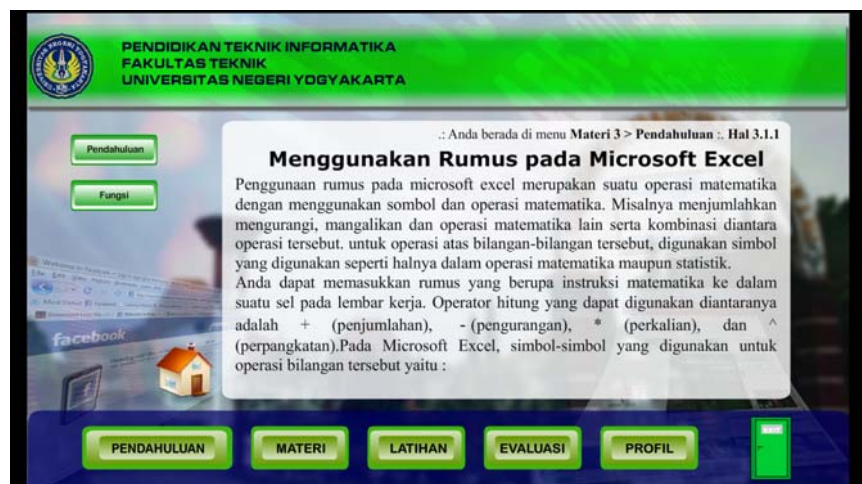 PENDIDIKAN TEKNIK INFORMATIKA
FAKULTAS TEKNIK
UNIVERSITAS NEGERI YOGYAKARTA
Pendahuluan
Fungsi
.: Anda berada di menu Materi 3 > Pendahuluan :. Hal 3.1.1
Menggunakan Rumus pada Microsoft Excel
Penggunaan rumus pada microsoft excel merupakan suatu operasi matematika
dengan menggunakan sombol dan operasi matematika. Misalnya menjumlahkan
mengurangi, mangalikan dan operasi matematika lain serta kombinasi diantara
operasi tersebut. untuk operasi atas bilangan-bilangan tersebut, digunakan simbol
yang digunakan seperti halnya dalam operasi matematika maupun statistik.
Anda dapat memasukkan rumus yang berupa instruksi matematika ke dalam
suatu sel pada lembar kerja. Operator hitung yang dapat digunakan diantaranya
adalah + (penjumlahan), - (pengurangan), * (perkalian), dan ^
(perpangkatan).Pada Microsoft Excel, simbol-simbol yang digunakan untuk
operasi bilangan tersebut yaitu :
facebook
PENDAHULUAN
MATERI
LATIHAN
EVALUASI
PROFIL
EXIT